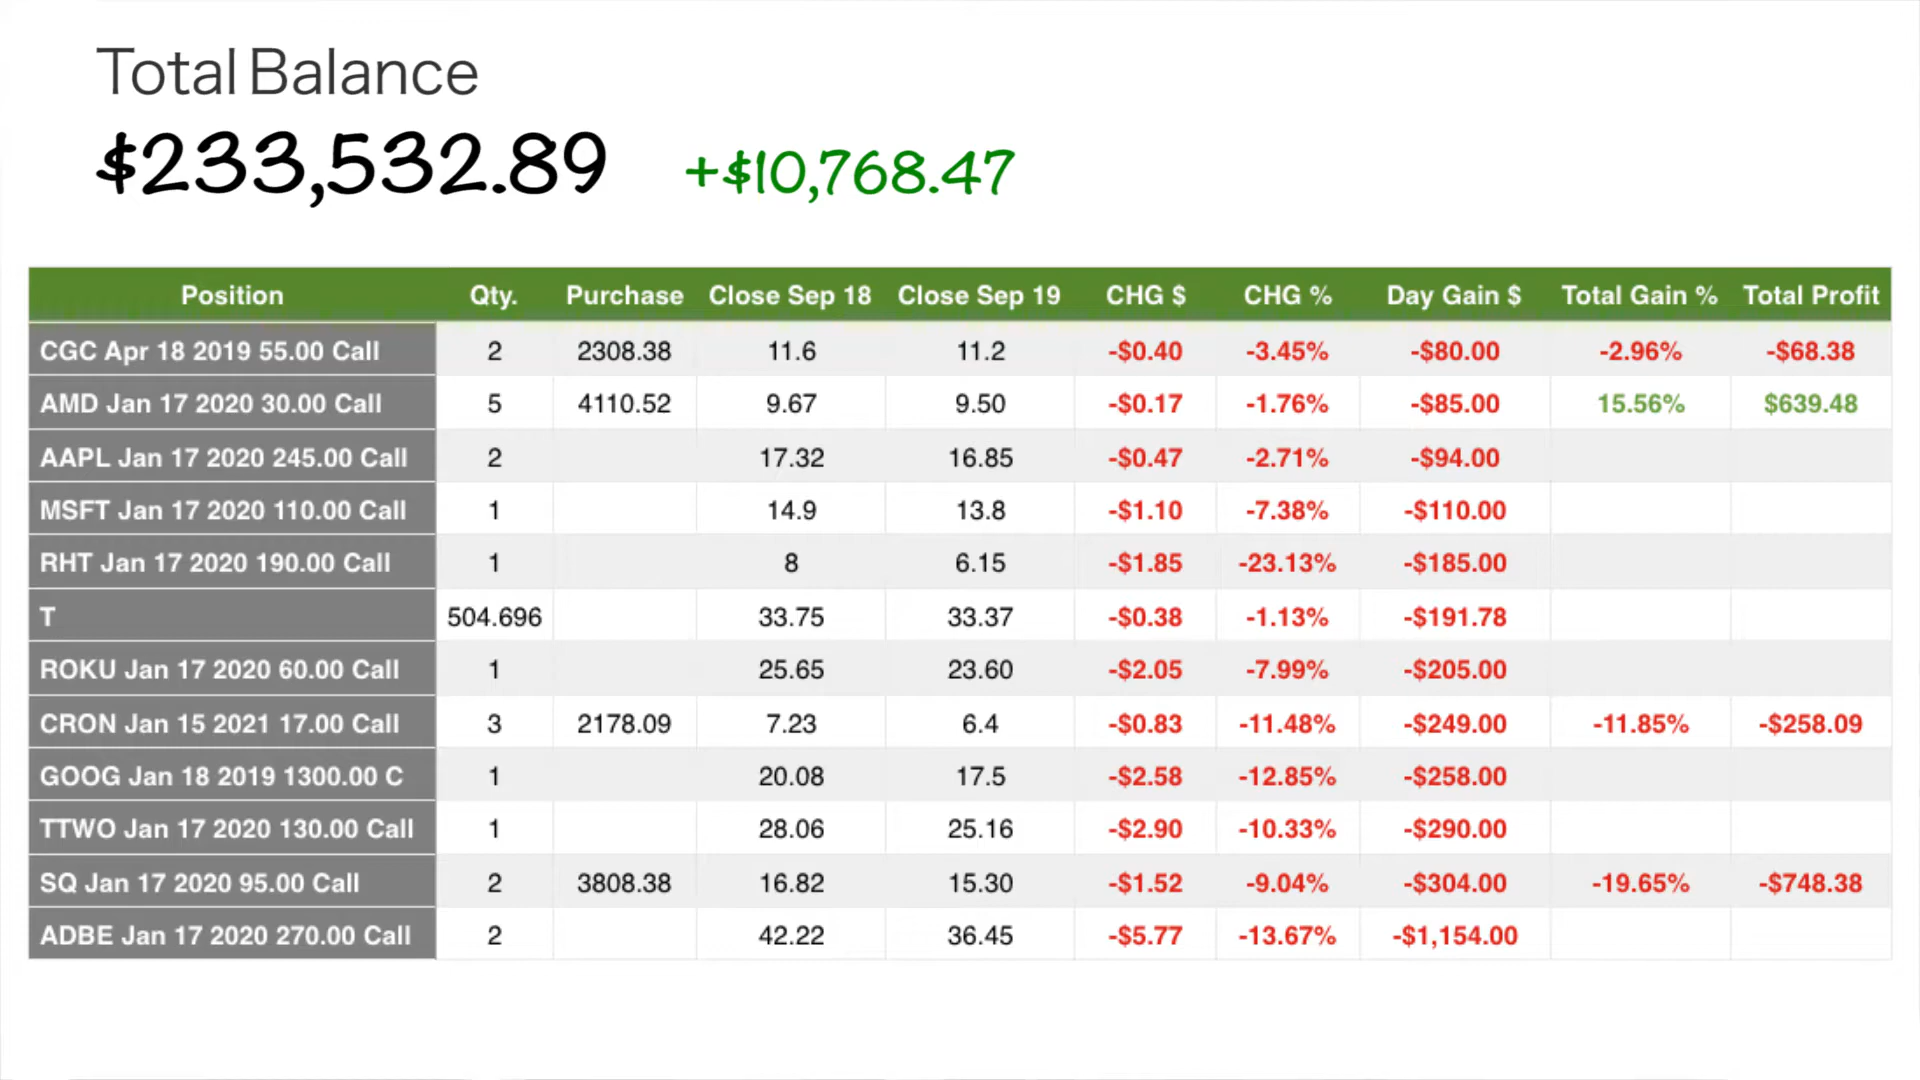 Total Balance
$233,532.89 +$10,768.47
Position Qty. Purchase Close Sep 18 Close Sep 19 CHG $ CHG % Day Gain $ Total Gain % Total Profit
CGC Apr 18 2019 55.00 Call 2 2308.38 11.6 11.2 -$0.40 -3.45% -$80.00 -2.96% -$68.38
AMD Jan 17 2020 30.00 Call 5 4110.52 9.67 9.50 -$0.17 -1.76% -$85.00 15.56% $639.48
AAPL Jan 17 2020 245.00 Call 2 17.32 16.85 -$0.47 -2.71% -$94.00
MSFT Jan 17 2020 110.00 Call 1 14.9 13.8 -$1.10 -7.38% -$110.00
RHT Jan 17 2020 190.00 Call 1 8 6.15 -$1.85 -23.13% -$185.00
T 504.696 33.75 33.37 -$0.38 -1.13% -$191.78
ROKU Jan 17 2020 60.00 Call 1 25.65 23.60 -$2.05 -7.99% -$205.00
CRON Jan 15 2021 17.00 Call 3 2178.09 7.23 6.4 -$0.83 -11.48% -$249.00 -11.85% -$258.09
GOOG Jan 18 2019 1300.00 C 1 20.08 17.5 -$2.58 -12.85% -$258.00
TTWO Jan 17 2020 130.00 Call 1 28.06 25.16 -$2.90 -10.33% -$290.00
SQ Jan 17 2020 95.00 Call 2 3808.38 16.82 15.30 -$1.52 -9.04% -$304.00 -19.65% -$748.38
ADBE Jan 17 2020 270.00 Call 2 42.22 36.45 -$5.77 -13.67% -$1,154.00